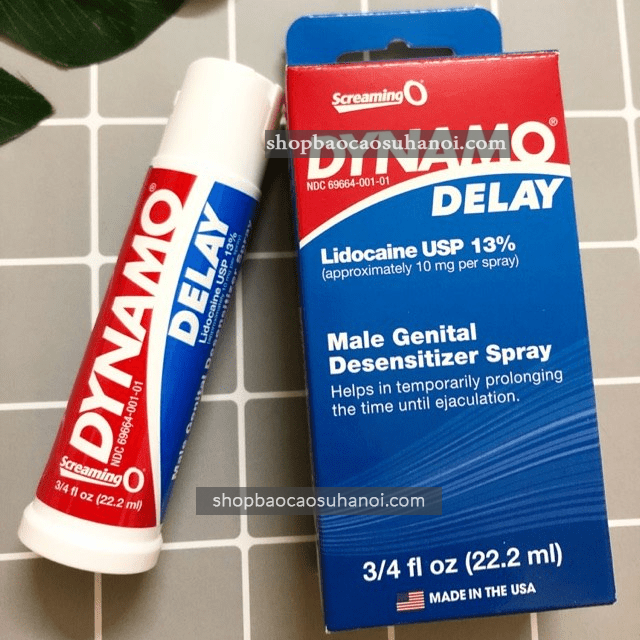 Screaming O
DYNAMO®
NDC 69664-001-01
DELAY
Lidocaine USP 13%
(approximately 10 mg per spray)
Male Genital
Desensitizer Spray
Helps in temporarily prolonging
the time until ejaculation.
3/4 fl oz (22.2 ml)
MADE IN THE USA
DYNAMO®
DELAY
Lidocaine USP 13%
NDC 69664-001-01
Screaming O
3/4 fl oz (22.2 ml)
shopbaocaosuhanoi.com
shopbaocaosuhanoi.com